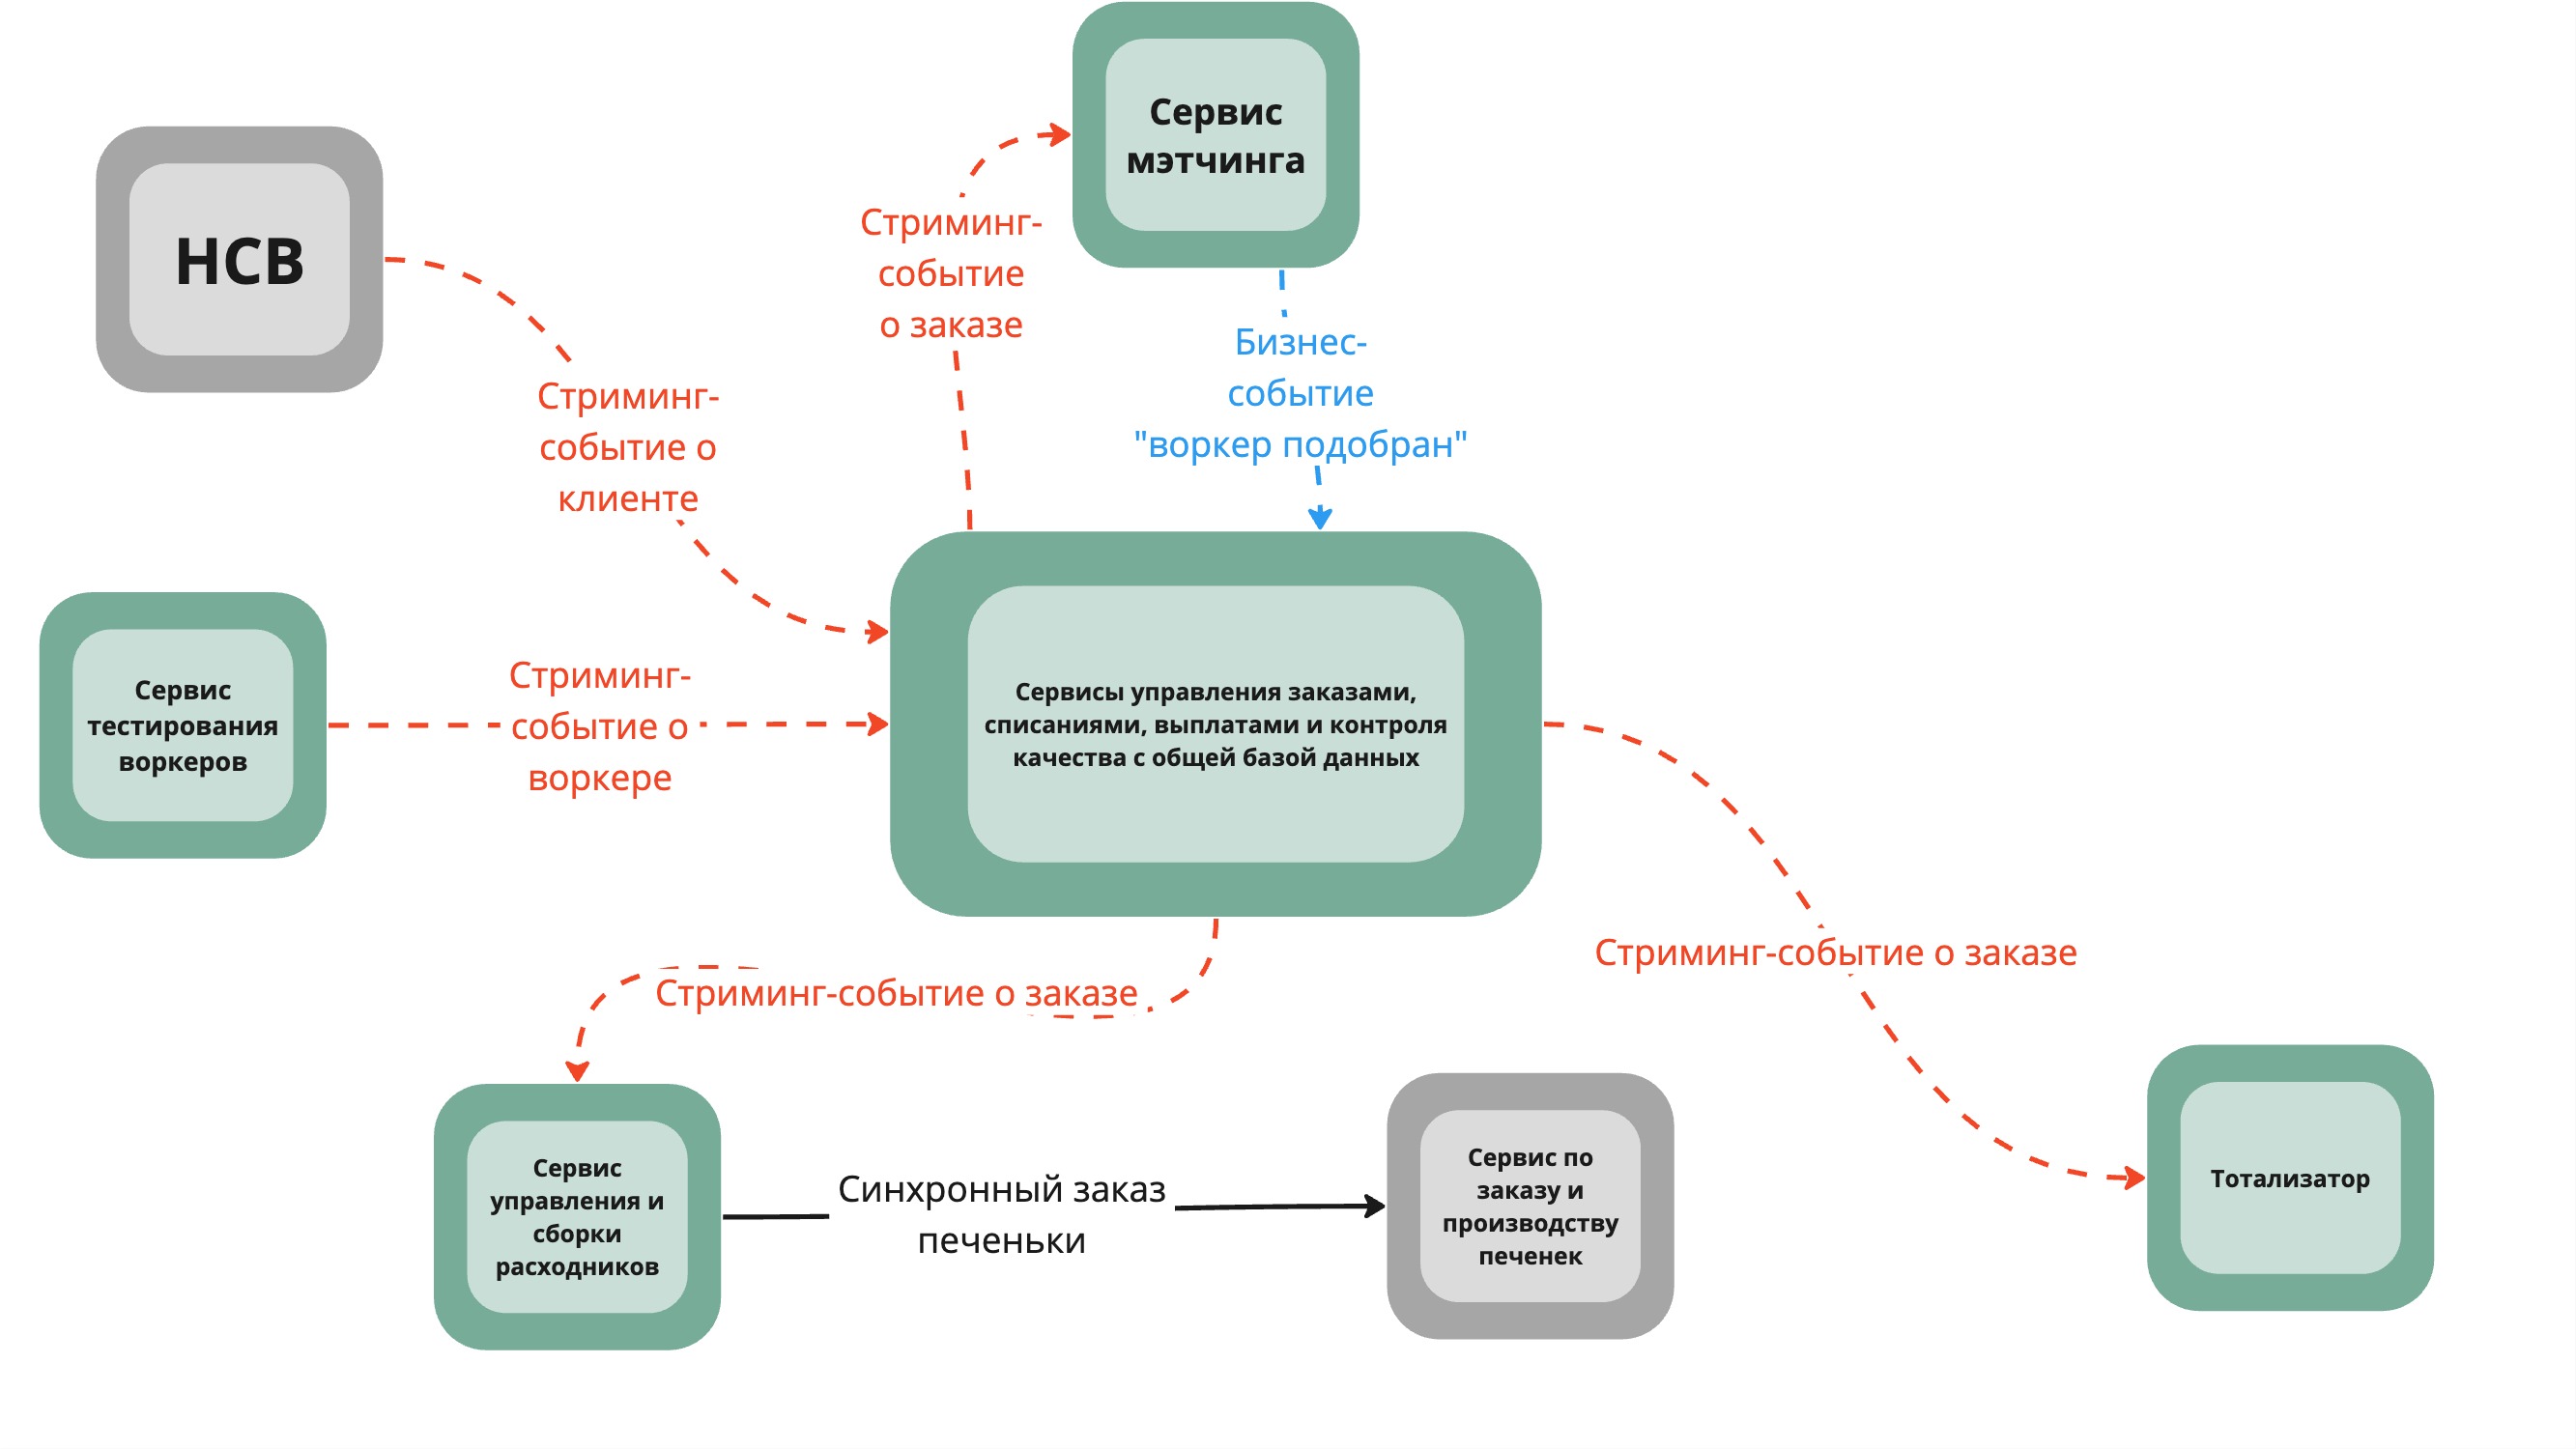 Сервис
мэтчинга
НСВ
Стриминг-
событие
о заказе
Бизнес-
событие
"воркер подобран"
Стриминг-
событие о
клиенте
Сервис
тестирования
воркеров
Стриминг-
событие о
воркере
Сервисы управления заказами,
списаниями, выплатами и контроля
качества с общей базой данных
Стриминг-событие о заказе
Стриминг-событие о заказе
Сервис
управления и
сборки
расходников
Синхронный заказ
печеньки
Сервис по
заказу и
производству
печенек
Тотализатор